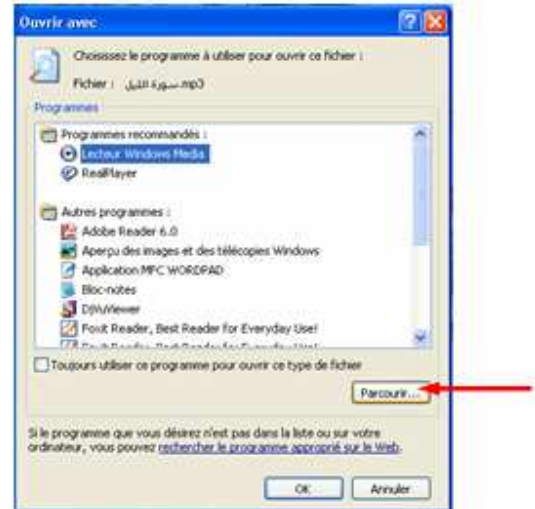 Ouvrir avec
Choisissez le programme à utiliser pour ouvrir ce fichier :
Fichier : سورة الليل.mp3
Programmes
Programmes recommandés :
Lecteur Windows Media
RealPlayer
Autres programmes :
Adobe Reader 6.0
Aperçu des images et des télécopies Windows
Application MFC WORDPAD
Bloc-notes
DjVuViewer
Foxit Reader, Best Reader for Everyday Use!
Toujours utiliser ce programme pour ouvrir ce type de fichier
Parcourir...
Si le programme que vous désirez n'est pas dans la liste ou sur votre
ordinateur, vous pouvez rechercher le programme approprié sur le Web.
OK Annuler